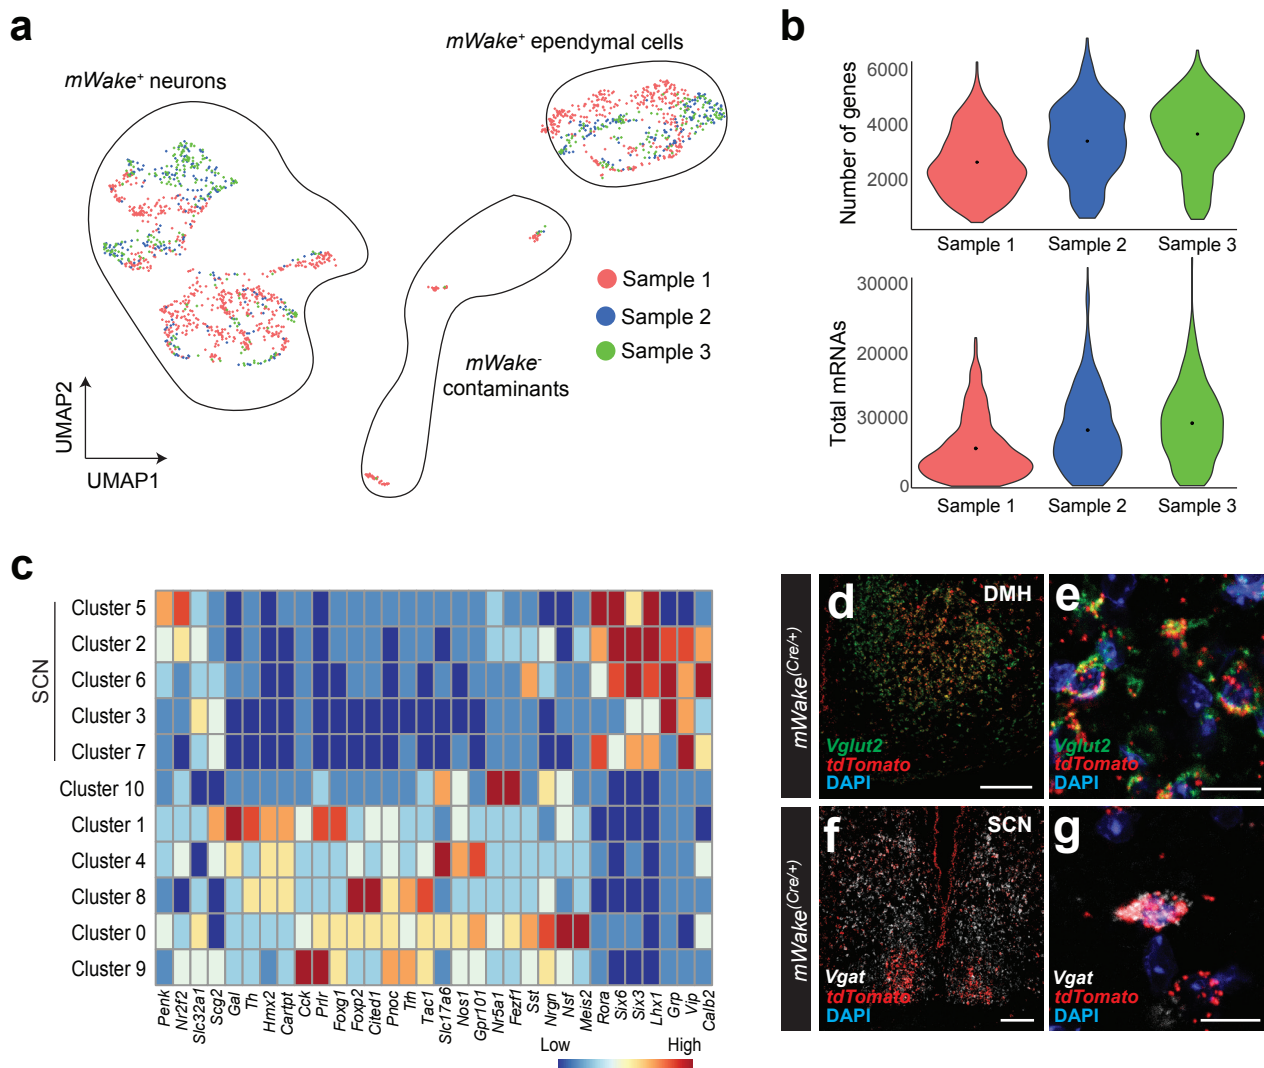 a
mWake+ neurons
mWake+ ependymal cells
mWake-
contaminants
Sample 1
Sample 2
Sample 3
UMAP2
UMAP1
b
Number of genes
6000
4000
2000
Sample 1
Sample 2
Sample 3
Total mRNAs
30000
20000
30000
0
Sample 1
Sample 2
Sample 3
c
SCN
Cluster 5
Cluster 2
Cluster 6
Cluster 3
Cluster 7
Cluster 10
Cluster 1
Cluster 4
Cluster 8
Cluster 0
Cluster 9
Penk
Nr2f2
Slc32a1
Scg2
Gal
Th
Hmx2
Cartpt
Cck
Prlr
Foxg1
Foxp2
Cited1
Pnoc
Trh
Tac1
Slc17a6
Nos1
Gpr101
Nr5a1
Fezf1
Sst
Nrgn
Nsf
Meis2
Rora
Six6
Six3
Lhx1
Grp
Vip
Calb2
Low
High
mWake(Cre/+)
d
DMH
Vglut2
tdTomato
DAPI
e
Vglut2
tdTomato
DAPI
mWake(Cre/+)
f
SCN
Vgat
tdTomato
DAPI
g
Vgat
tdTomato
DAPI